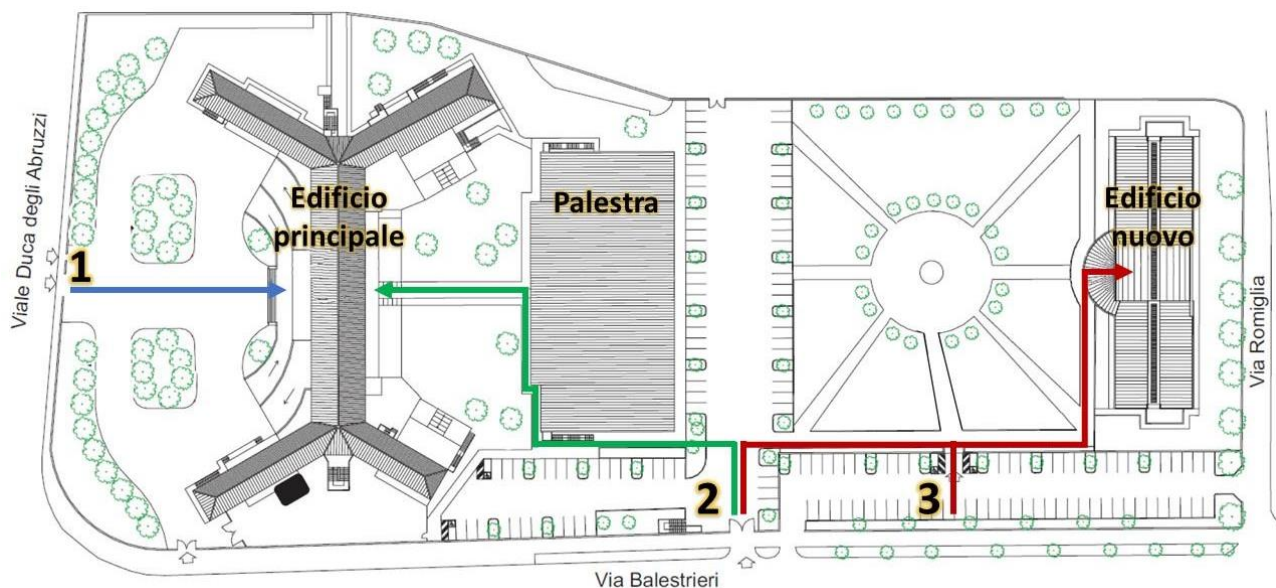 Viale Duca degli Abruzzi
1
Edificio
principale
Palestra
Edificio
nuovo
Via Romiglia
2
3
Via Balestrieri